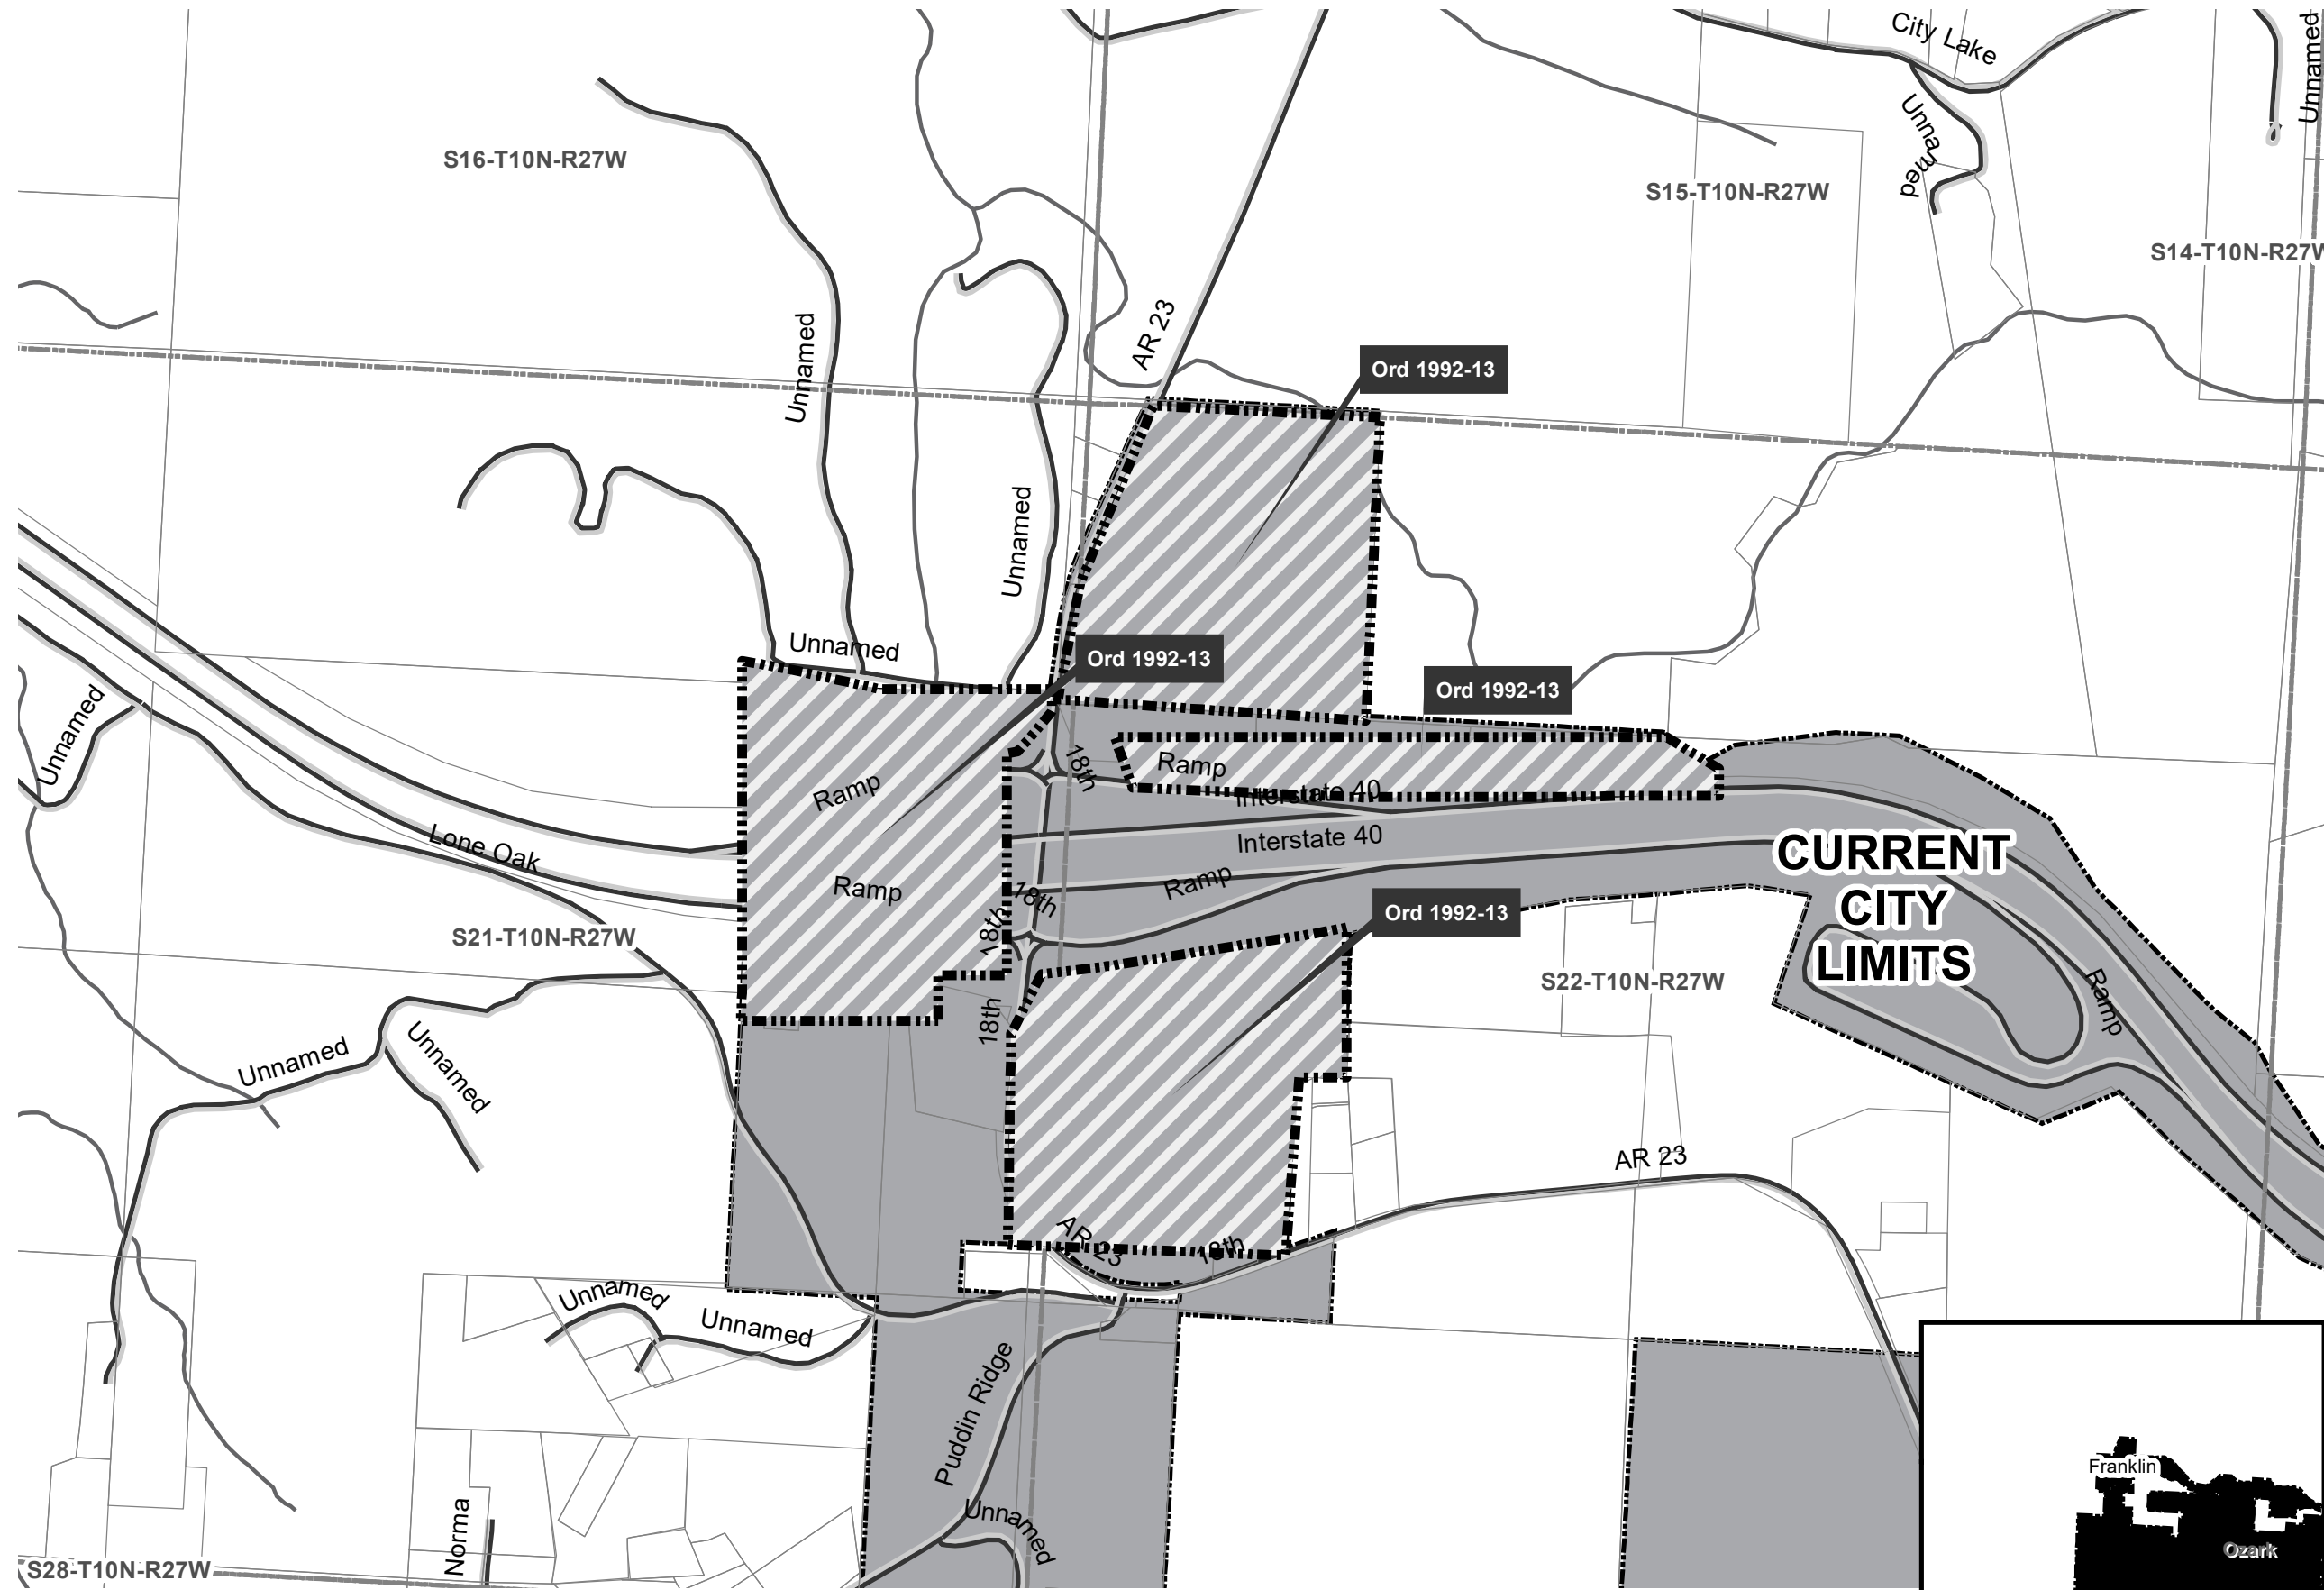 City Lake
Unnamed
S16-T10N-R27W
Unnamed
S15-T10N-R27W
S14-T10N-R27W
AR 23
Unnamed
Ord 1992-13
Unnamed
Unnamed
Ord 1992-13
Ord 1992-13
Unnamed
Ramp
18th
Ramp
Interstate 40
Interstate 40
Lone Oak
Ramp
Ramp
18th
18th
Ord 1992-13
CURRENT
CITY
LIMITS
S21-T10N-R27W
S22-T10N-R27W
Ramp
18th
Unnamed
Unnamed
AR 23
AR 23
18th
Unnamed
Unnamed
Puddin Ridge
Franklin
Norma
Unnamed
Ozark
S28-T10N-R27W